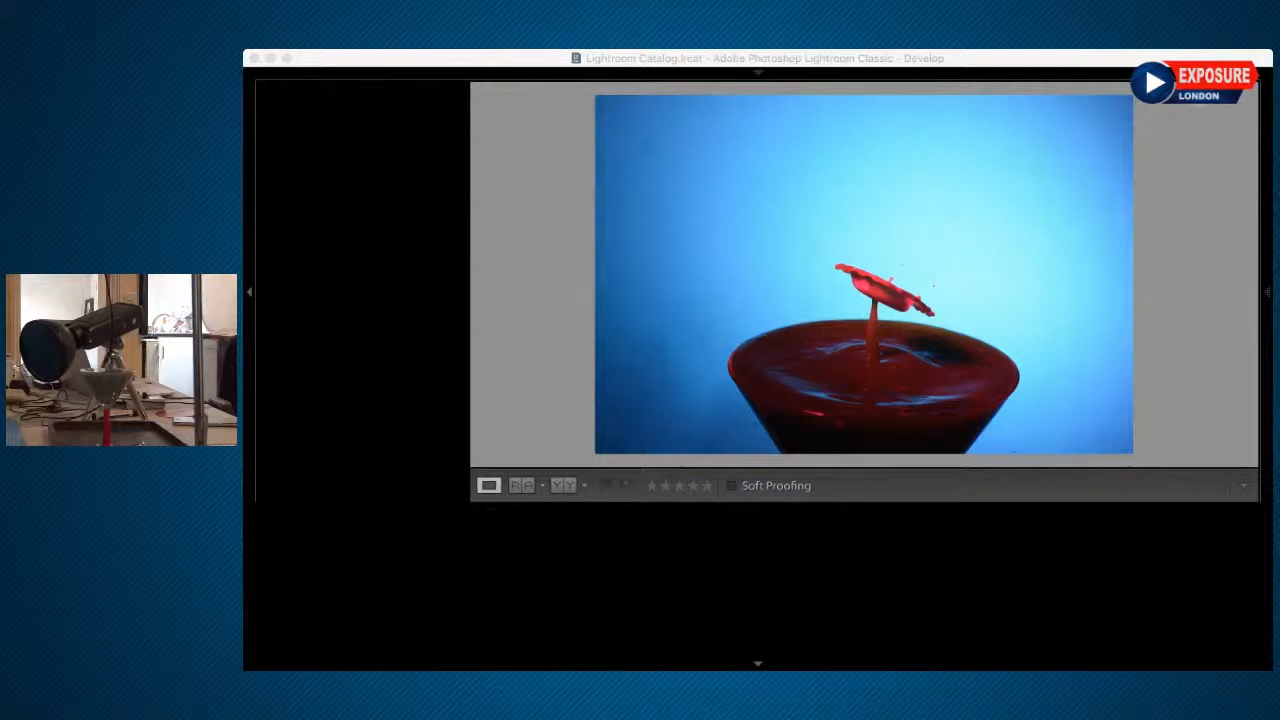 Lightroom Catalog.lrcat - Adobe Photoshop Lightroom Classic - Develop
EXPOSURE
LONDON
R A
Y Y
Soft Proofing